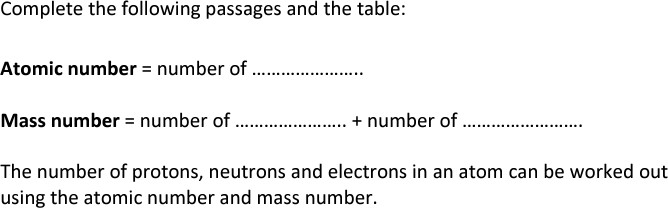 Complete the following passages and the table:
Atomic number = number of …………………..
Mass number = number of ………………….. + number of …………………….
The number of protons, neutrons and electrons in an atom can be worked out
using the atomic number and mass number.